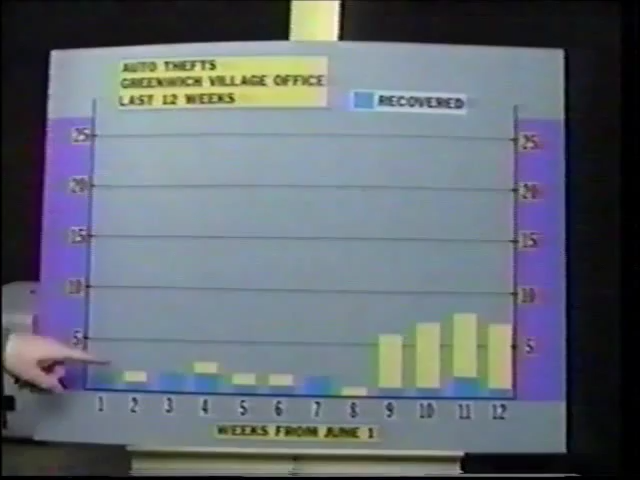 AUTO THEFTS
GREENWICH VILLAGE OFFICE
LAST 12 WEEKS
RECOVERED
25 25
20 20
15 15
10 10
5 5
1 2 3 4 5 6 7 8 9 10 11 12
WEEKS FROM JUNE 1